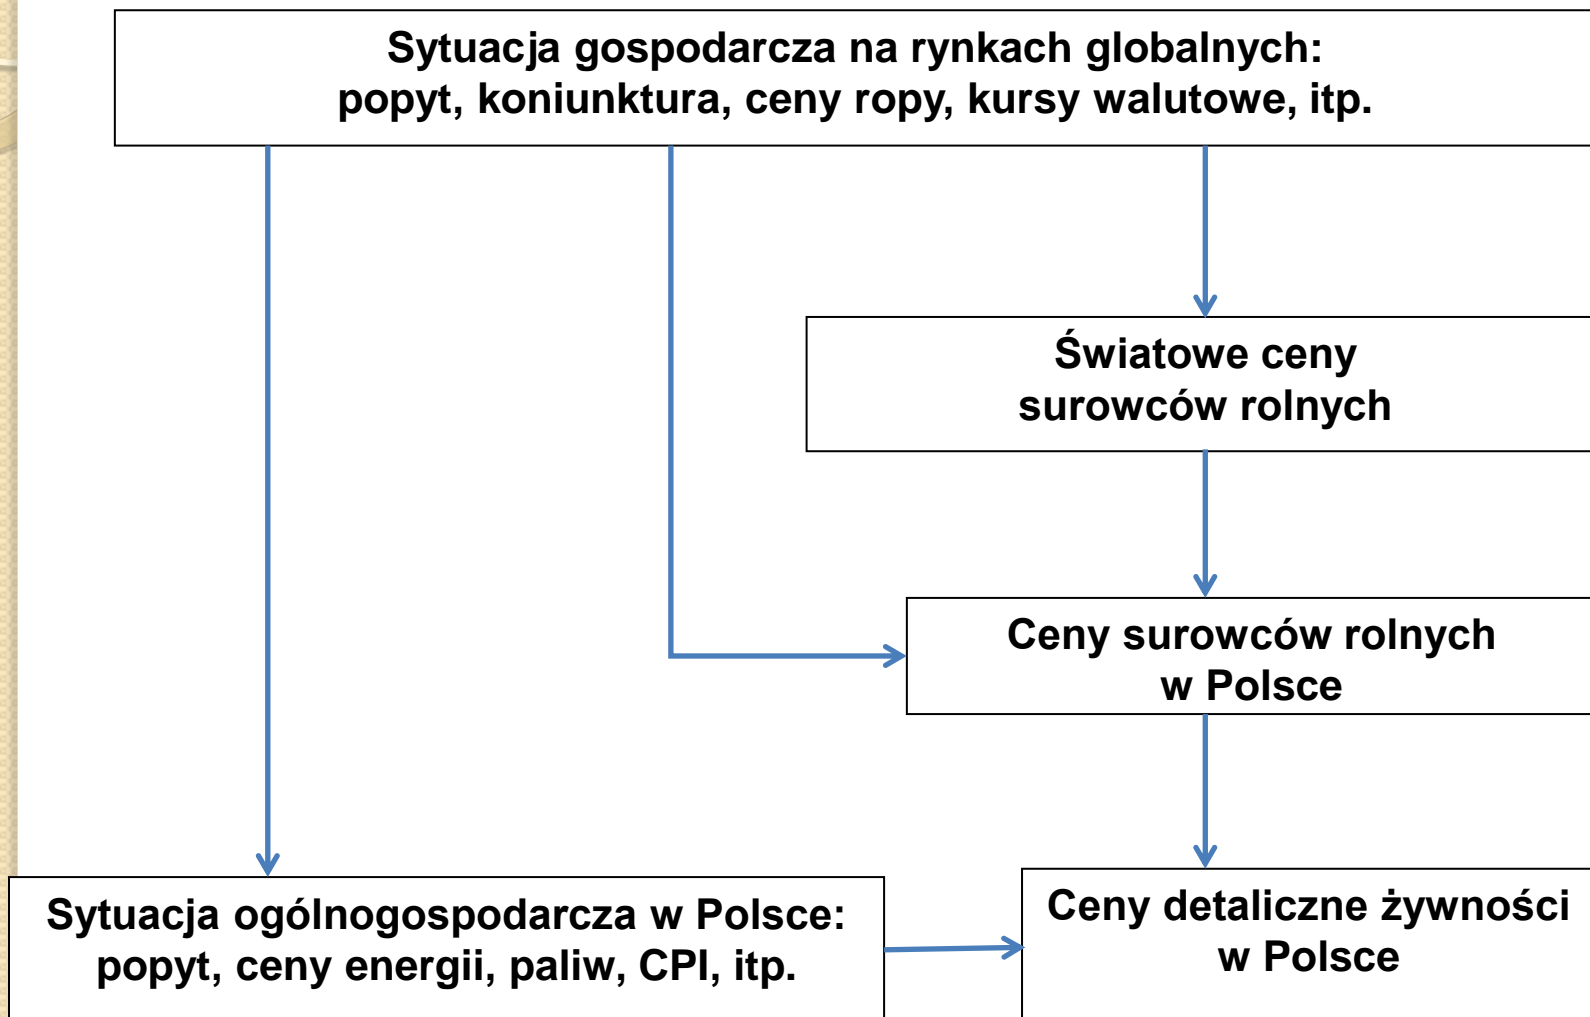 Sytuacja gospodarcza na rynkach globalnych:
popyt, koniunktura, ceny ropy, kursy walutowe, itp.
Światowe ceny
surowców rolnych
Ceny surowców rolnych
w Polsce
Sytuacja ogólnogospodarcza w Polsce:
popyt, ceny energii, paliw, CPI, itp.
Ceny detaliczne żywności
w Polsce